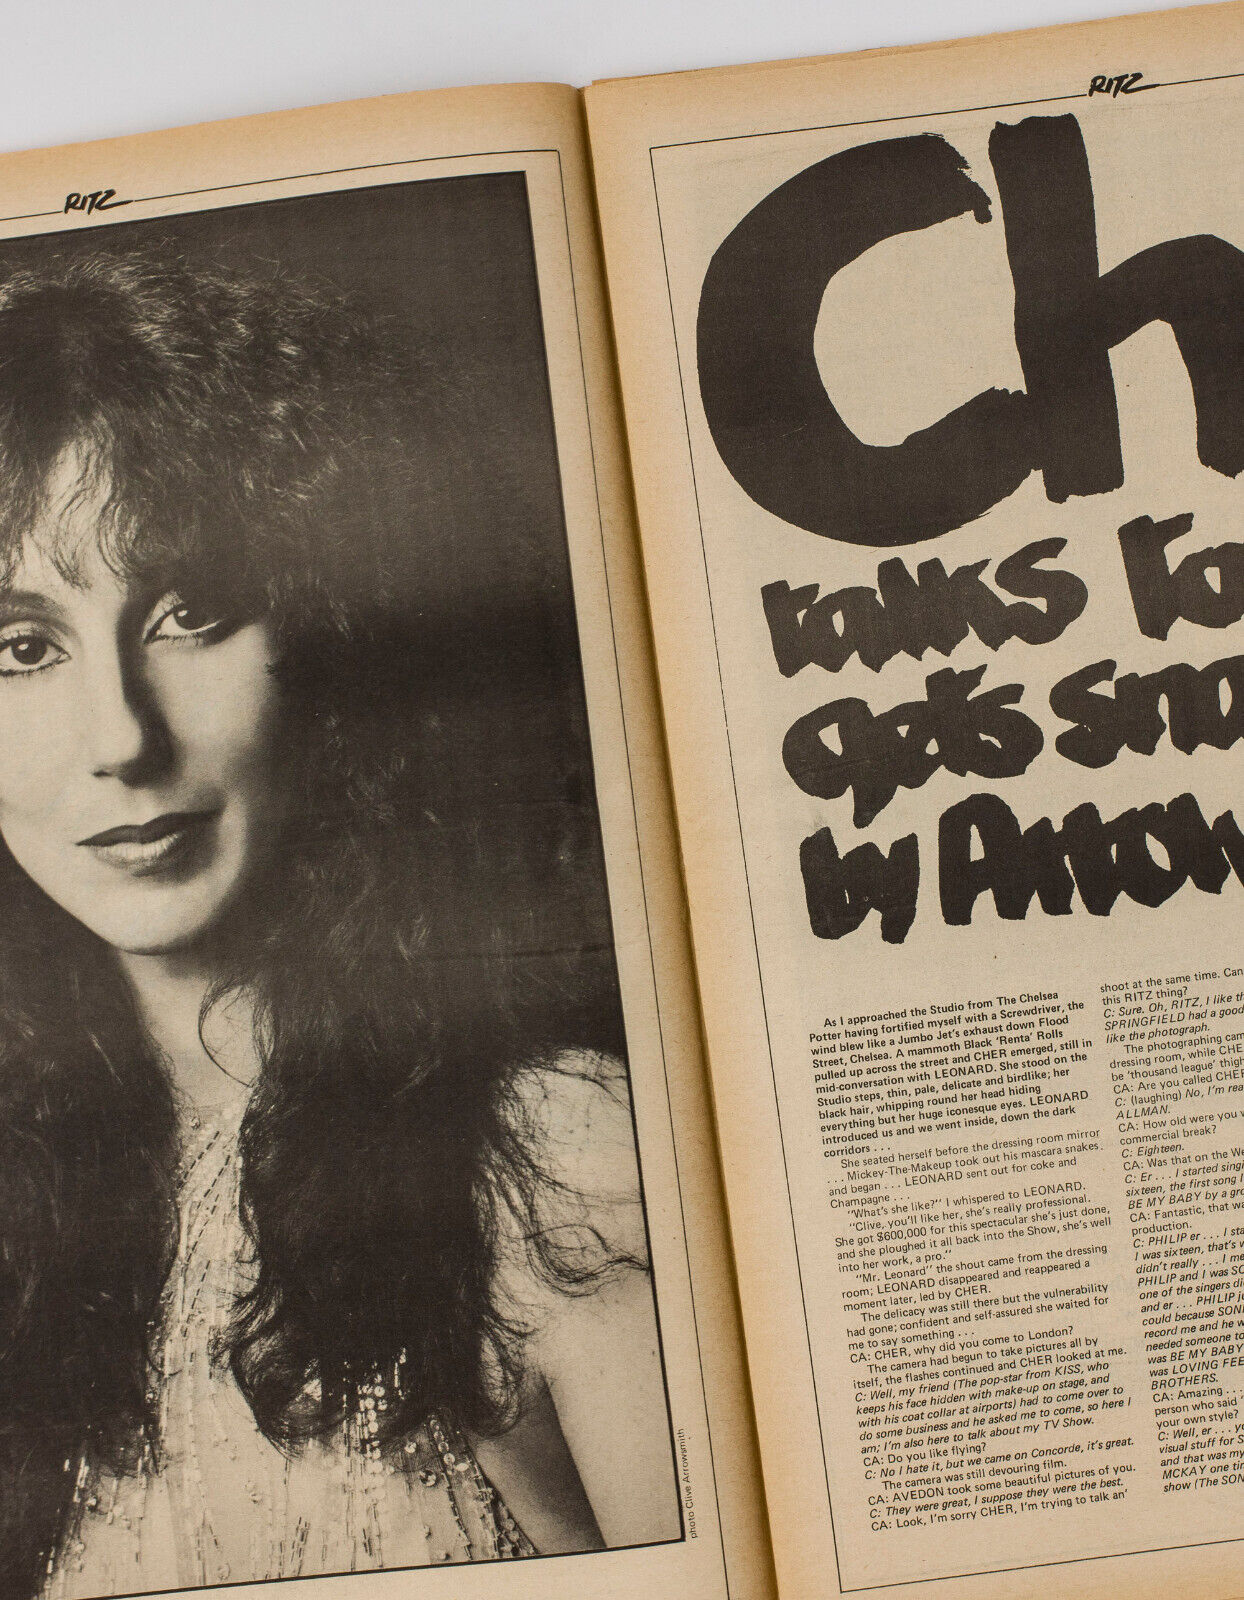 RITZ
photo Clive Arrowsmith
RITZ
Ch
talks
gets
by
As I approached the Studio from The Chelsea
Potter having fortified myself with a Screwdriver, the
wind blew like a Jumbo Jet's exhaust down Flood
Street, Chelsea. A mammoth Black 'Renta' Rolls
pulled up across the street and CHER emerged, still in
mid-conversation with LEONARD. She stood on the
Studio steps, thin, pale, delicate and birdlike; her
black hair, whipping round her head hiding
everything but her huge iconesque eyes. LEONARD
introduced us and we went inside, down the dark
corridors . . .
She seated herself before the dressing room mirror
. . . Mickey-The-Makeup took out his mascara snakes
and began . . . LEONARD sent out for coke and
Champagne . . .
"What's she like?" I whispered to LEONARD.
"Clive, you'll like her, she's really professional.
She got $600,000 for this spectacular she's just done,
and she ploughed it all back into the Show, she's well
into her work, a pro."
"Mr. Leonard" the shout came from the dressing
room; LEONARD disappeared and reappeared a
moment later, led by CHER.
The delicacy was still there but the vulnerability
had gone; confident and self-assured she waited for
me to say something . . .
CA: CHER, why did you come to London?
The camera had begun to take pictures all by
itself, the flashes continued and CHER looked at me.
C: Well, my friend (The pop-star from KISS, who
keeps his face hidden with make-up on stage, and
with his coat collar at airports) had to come over to
do some business and he asked me to come, so here I
am; I'm also here to talk about my TV Show.
CA: Do you like flying?
C: No I hate it, but we came on Concorde, it's great.
The camera was still devouring film.
CA: AVEDON took some beautiful pictures of you.
C: They were great, I suppose they were the best.
CA: Look, I'm sorry CHER, I'm trying to talk an'
shoot at the same time. Can
this RITZ thing?
C: Sure. Oh, RITZ, I like th
SPRINGFIELD had a good
like the photograph.
The photographing cam
dressing room, while CHE
be 'thousand league' thigh
CA: Are you called CHER
C: (laughing) No, I'm rea
ALLMAN.
CA: How old were you w
commercial break?
C: Eighteen.
CA: Was that on the We
C: Er . . . I started singi
sixteen, the first song I
BE MY BABY by a gro
CA: Fantastic, that wa
production.
C: PHILIP er . . . I sta
I was sixteen, that's w
didn't really . . . I me
PHILIP and I was SO
one of the singers di
and er . . . PHILIP ju
could because SONN
record me and he w
needed someone to
was BE MY BABY
was LOVING FEE
BROTHERS.
CA: Amazing . . .
person who said '
your own style?
C: Well, er . . . yo
visual stuff for S
and that was my
MCKAY one tim
show (The SON